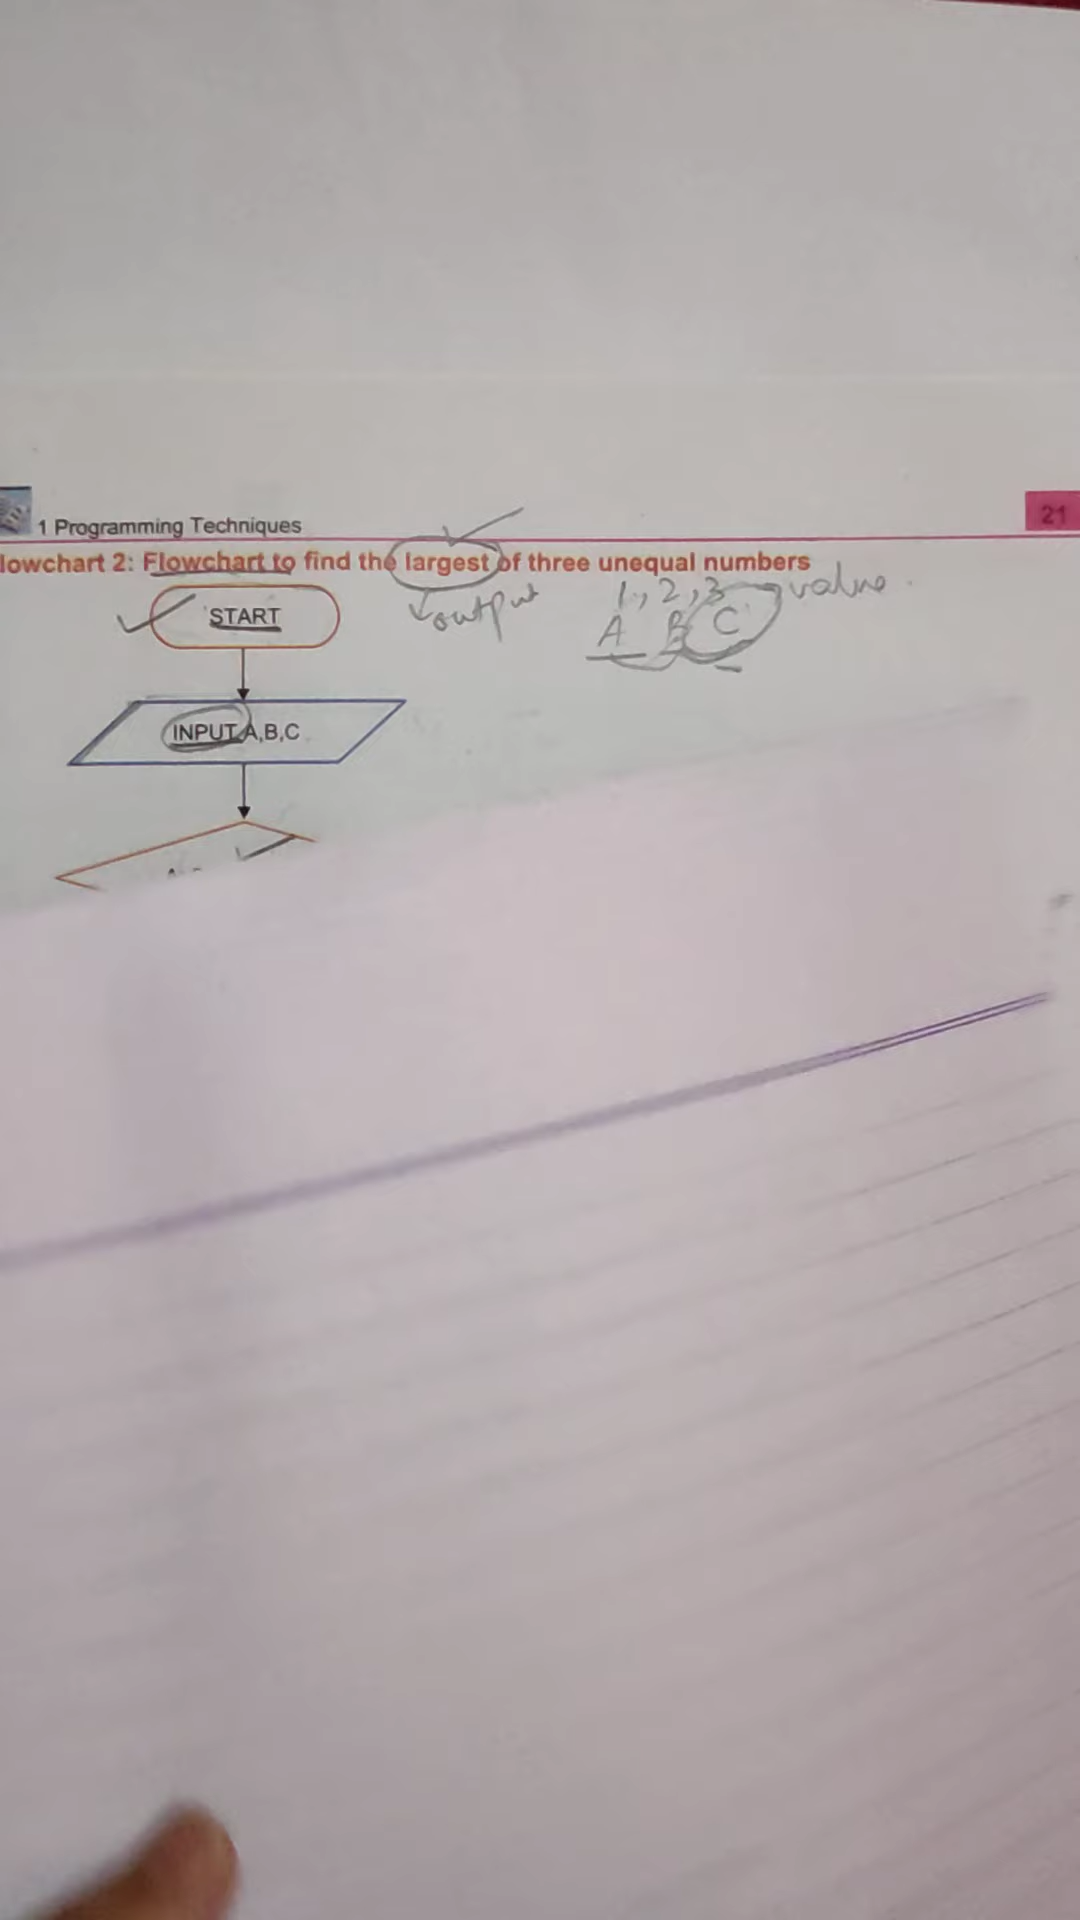 1 Programming Techniques
21
lowchart 2: Flowchart to find the largest of three unequal numbers
output
1, 2, 3 value
A B C
START
INPUT A,B,C